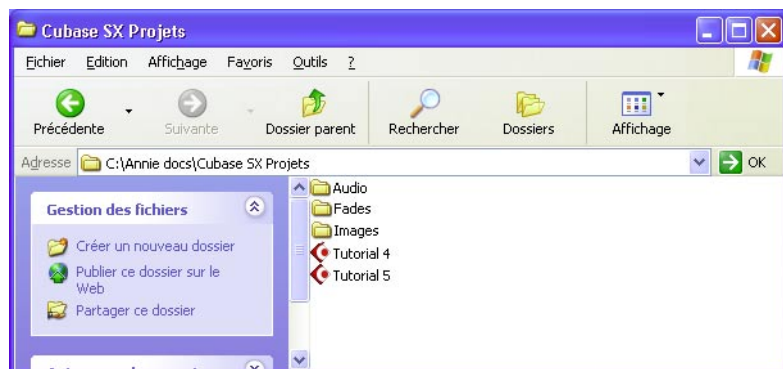 Cubase SX Projets
Fichier Edition Affichage Favoris Outils ?
Précédente Suivante Dossier parent Rechercher Dossiers Affichage
Adresse C:\Annie docs\Cubase SX Projets OK
Gestion des fichiers
Créer un nouveau dossier
Publier ce dossier sur le
Web
Partager ce dossier
Audio
Fades
Images
Tutorial 4
Tutorial 5